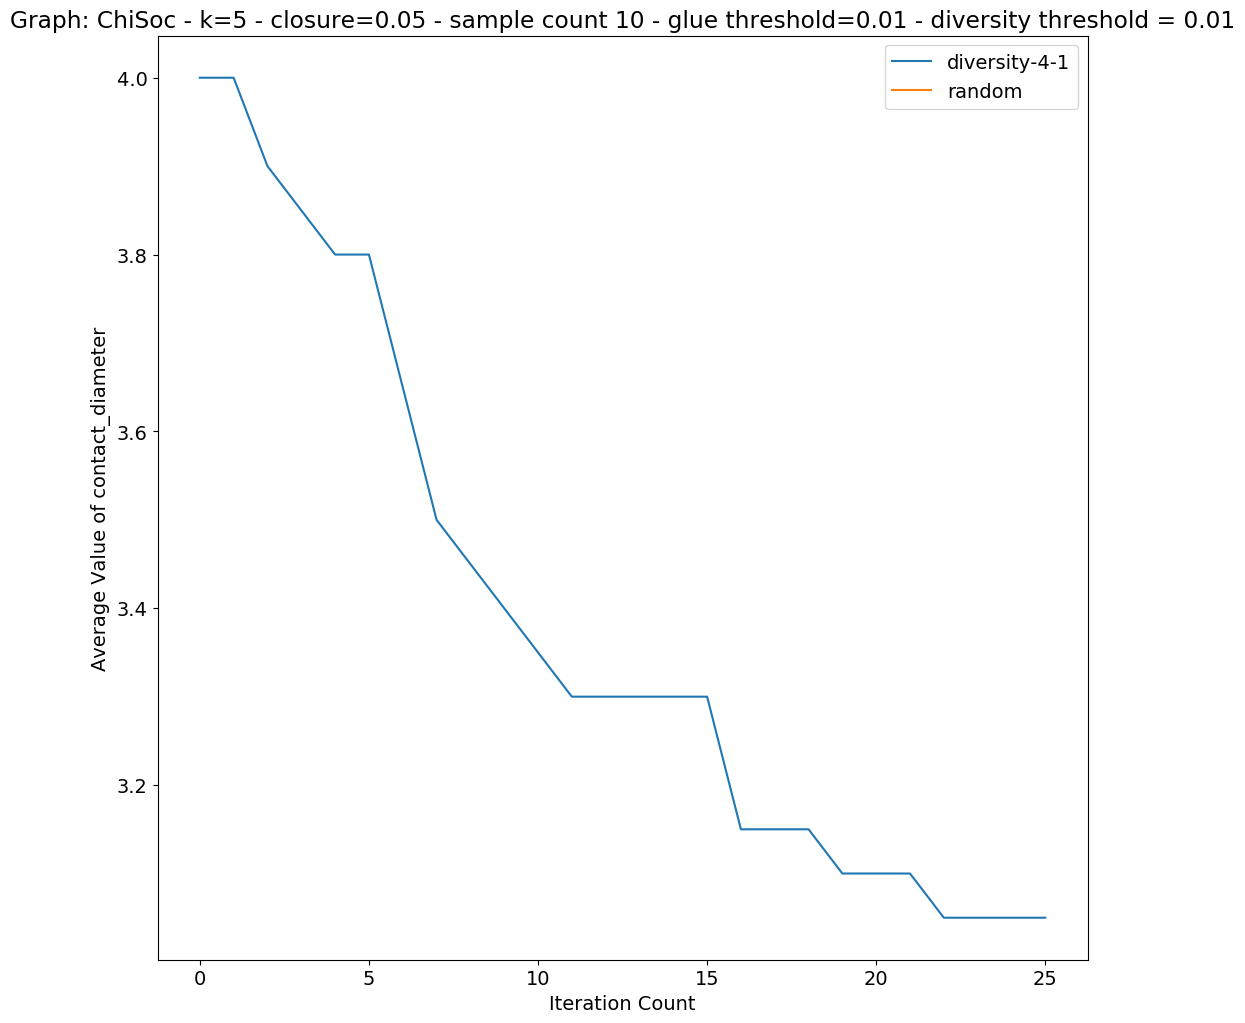 Graph: ChiSoc - k=5 - closure=0.05 - sample count 10 - glue threshold=0.01 - diversity threshold = 0.01
diversity-4-1
random
4.0
3.8
3.6
3.4
3.2
Average Value of contact_diameter
0 5 10 15 20 25
Iteration Count